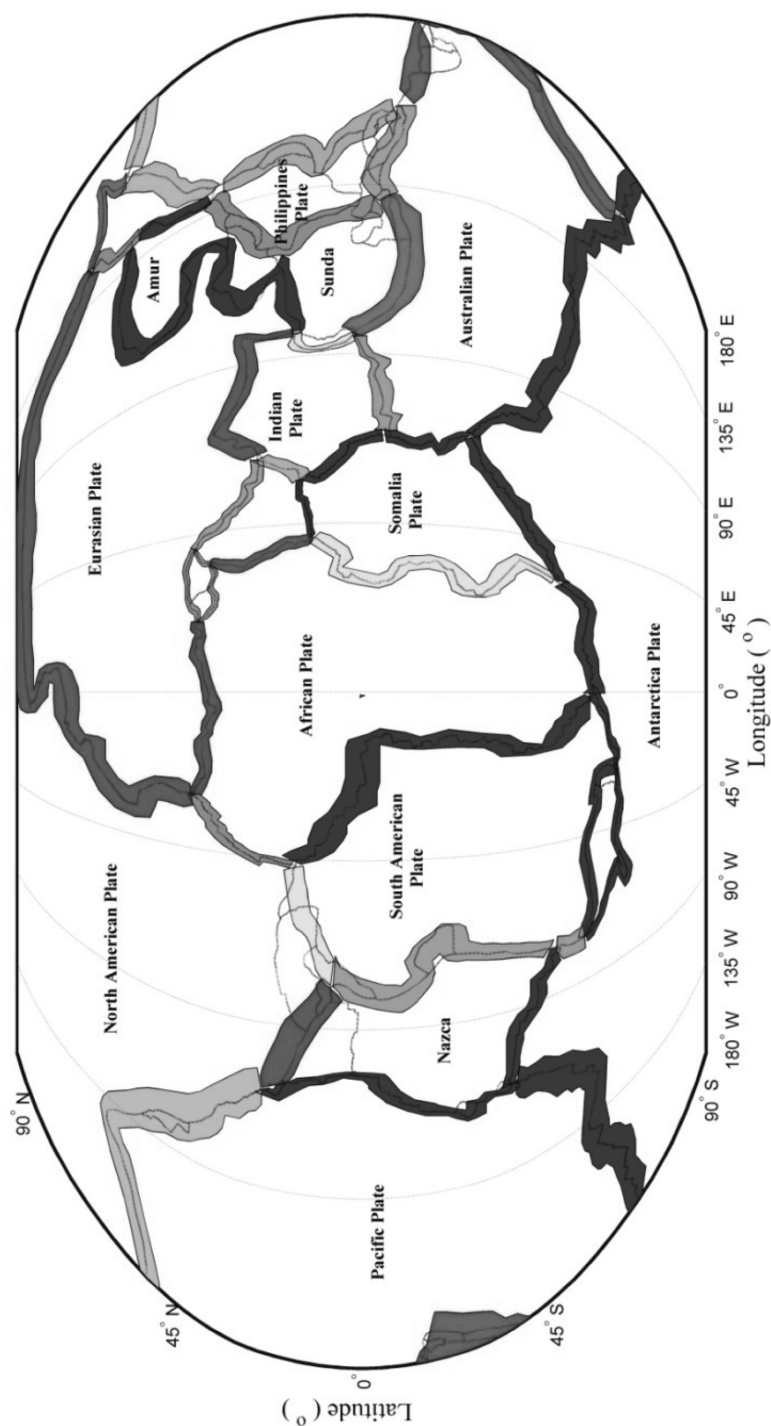 90° N
45° N
0°
45° S
90° S
Latitude ( ° )
North American Plate
Eurasian Plate
Amur
Philippines
Plate
Sunda
Indian
Plate
Pacific Plate
Nazca
South American
Plate
African Plate
Somalia
Plate
Australian Plate
Antarctica Plate
180° W
135° W
90° W
45° W
0°
45° E
90° E
135° E
180° E
Longitude ( ° )